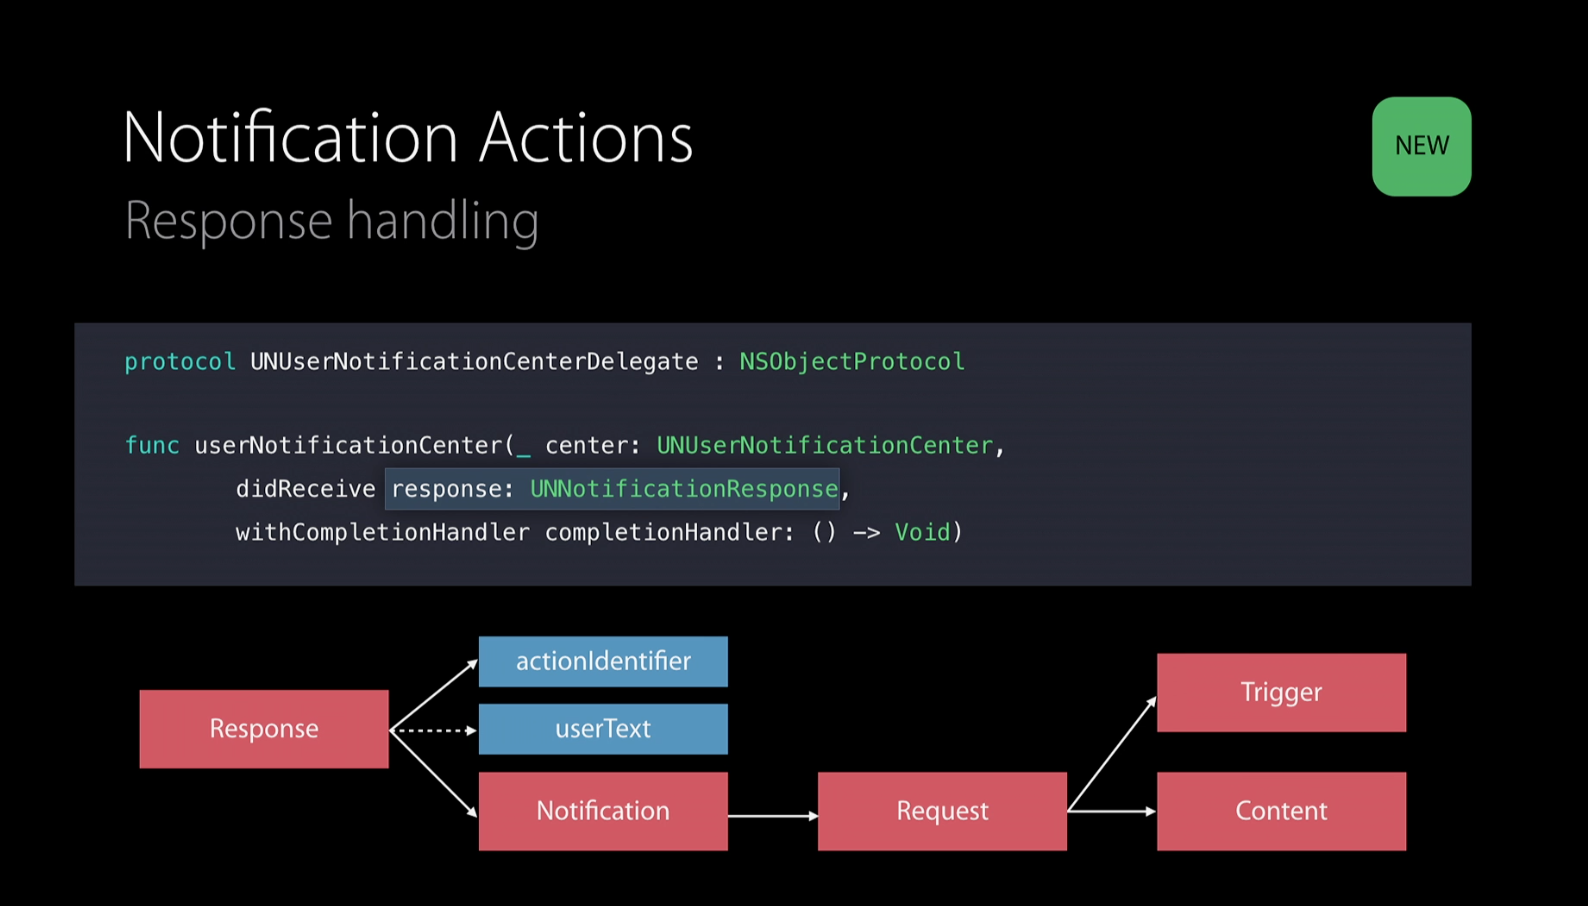 Notification Actions
NEW
Response handling
protocol UNUserNotificationCenterDelegate : NSObjectProtocol
func userNotificationCenter(_ center: UNUserNotificationCenter,
didReceive response: UNNotificationResponse,
withCompletionHandler completionHandler: () -> Void)
actionIdentifier
Response
userText
Notification
Request
Trigger
Content